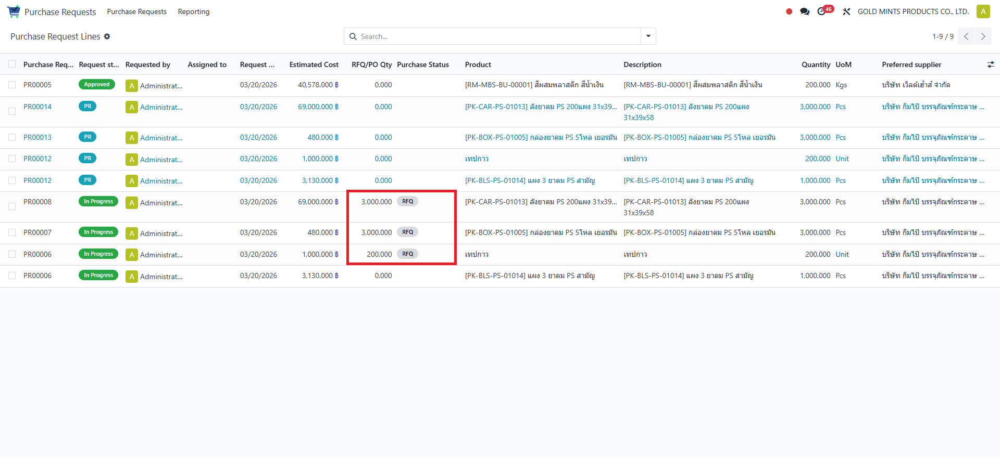 Purchase Requests Purchase Requests Reporting 46 GOLD MINTS PRODUCTS CO., LTD. A
Purchase Request Lines Search... 1-9 / 9
Purchase Req... Request st... Requested by Assigned to Request ... Estimated Cost RFQ/PO Qty Purchase Status Product Description Quantity UoM Preferred supplier
PR00005 Approved A Administrat... 03/20/2026 40,578.000 ฿ 0.000 [RM-MBS-BU-00001] สีผสมพลาสติก สีน้ำเงิน [RM-MBS-BU-00001] สีผสมพลาสติก สีน้ำเงิน 200.000 Kgs บริษัท เวิลด์เฮ้าส์ จำกัด
PR00014 PR A Administrat... 03/20/2026 69,000.000 ฿ 0.000 [PK-CAR-PS-01013] ลังยาดม PS 200แผง 31x39... [PK-CAR-PS-01013] ลังยาดม PS 200แผง 3,000.000 Pcs บริษัท กิมไป๊ บรรจุภัณฑ์กระดาษ ...
31x39x58
PR00013 PR A Administrat... 03/20/2026 480.000 ฿ 0.000 [PK-BOX-PS-01005] กล่องยาดม PS 5โหล เยอรมัน [PK-BOX-PS-01005] กล่องยาดม PS 5โหล เยอรมัน 3,000.000 Pcs บริษัท กิมไป๊ บรรจุภัณฑ์กระดาษ ...
PR00012 PR A Administrat... 03/20/2026 1,000.000 ฿ 0.000 เทปกาว เทปกาว 200.000 Unit บริษัท กิมไป๊ บรรจุภัณฑ์กระดาษ ...
PR00012 PR A Administrat... 03/20/2026 3,130.000 ฿ 0.000 [PK-BLS-PS-01014] แผง 3 ยาดม PS สามัญ [PK-BLS-PS-01014] แผง 3 ยาดม PS สามัญ 1,000.000 Pcs บริษัท กิมไป๊ บรรจุภัณฑ์กระดาษ ...
PR00008 In Progress A Administrat... 03/20/2026 69,000.000 ฿ 3,000.000 RFQ [PK-CAR-PS-01013] ลังยาดม PS 200แผง 31x39... [PK-CAR-PS-01013] ลังยาดม PS 200แผง 3,000.000 Pcs บริษัท กิมไป๊ บรรจุภัณฑ์กระดาษ ...
31x39x58
PR00007 In Progress A Administrat... 03/20/2026 480.000 ฿ 3,000.000 RFQ [PK-BOX-PS-01005] กล่องยาดม PS 5โหล เยอรมัน [PK-BOX-PS-01005] กล่องยาดม PS 5โหล เยอรมัน 3,000.000 Pcs บริษัท กิมไป๊ บรรจุภัณฑ์กระดาษ ...
PR00006 In Progress A Administrat... 03/20/2026 1,000.000 ฿ 200.000 RFQ เทปกาว เทปกาว 200.000 Unit บริษัท กิมไป๊ บรรจุภัณฑ์กระดาษ ...
PR00006 In Progress A Administrat... 03/20/2026 3,130.000 ฿ 0.000 [PK-BLS-PS-01014] แผง 3 ยาดม PS สามัญ [PK-BLS-PS-01014] แผง 3 ยาดม PS สามัญ 1,000.000 Pcs บริษัท กิมไป๊ บรรจุภัณฑ์กระดาษ ...